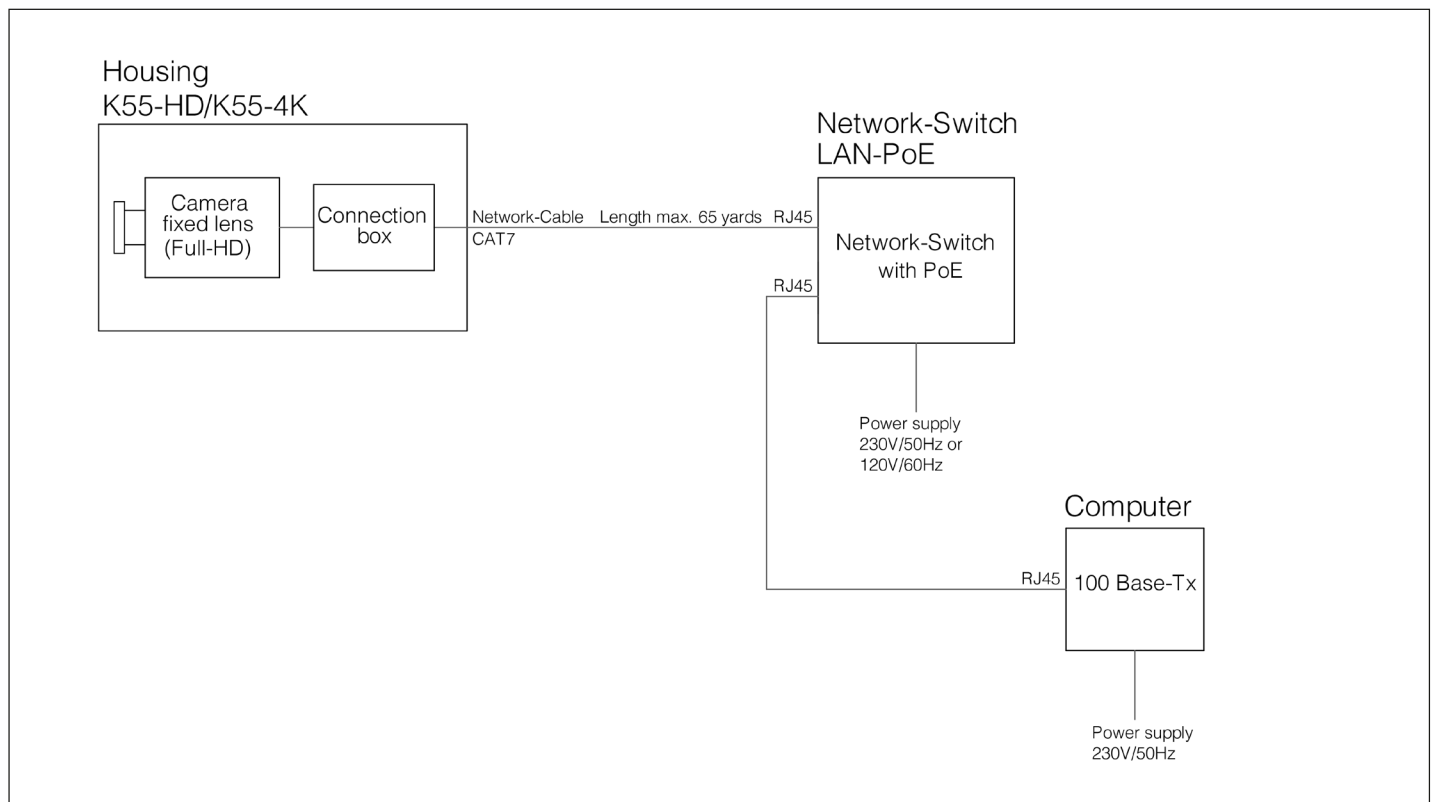 Housing
K55-HD/K55-4K
Camera
fixed lens
(Full-HD)
Connection
box
Network-Cable
CAT7
Length max. 65 yards
RJ45
Network-Switch
LAN-PoE
Network-Switch
with PoE
RJ45
Power supply
230V/50Hz or
120V/60Hz
Computer
RJ45
100 Base-Tx
Power supply
230V/50Hz